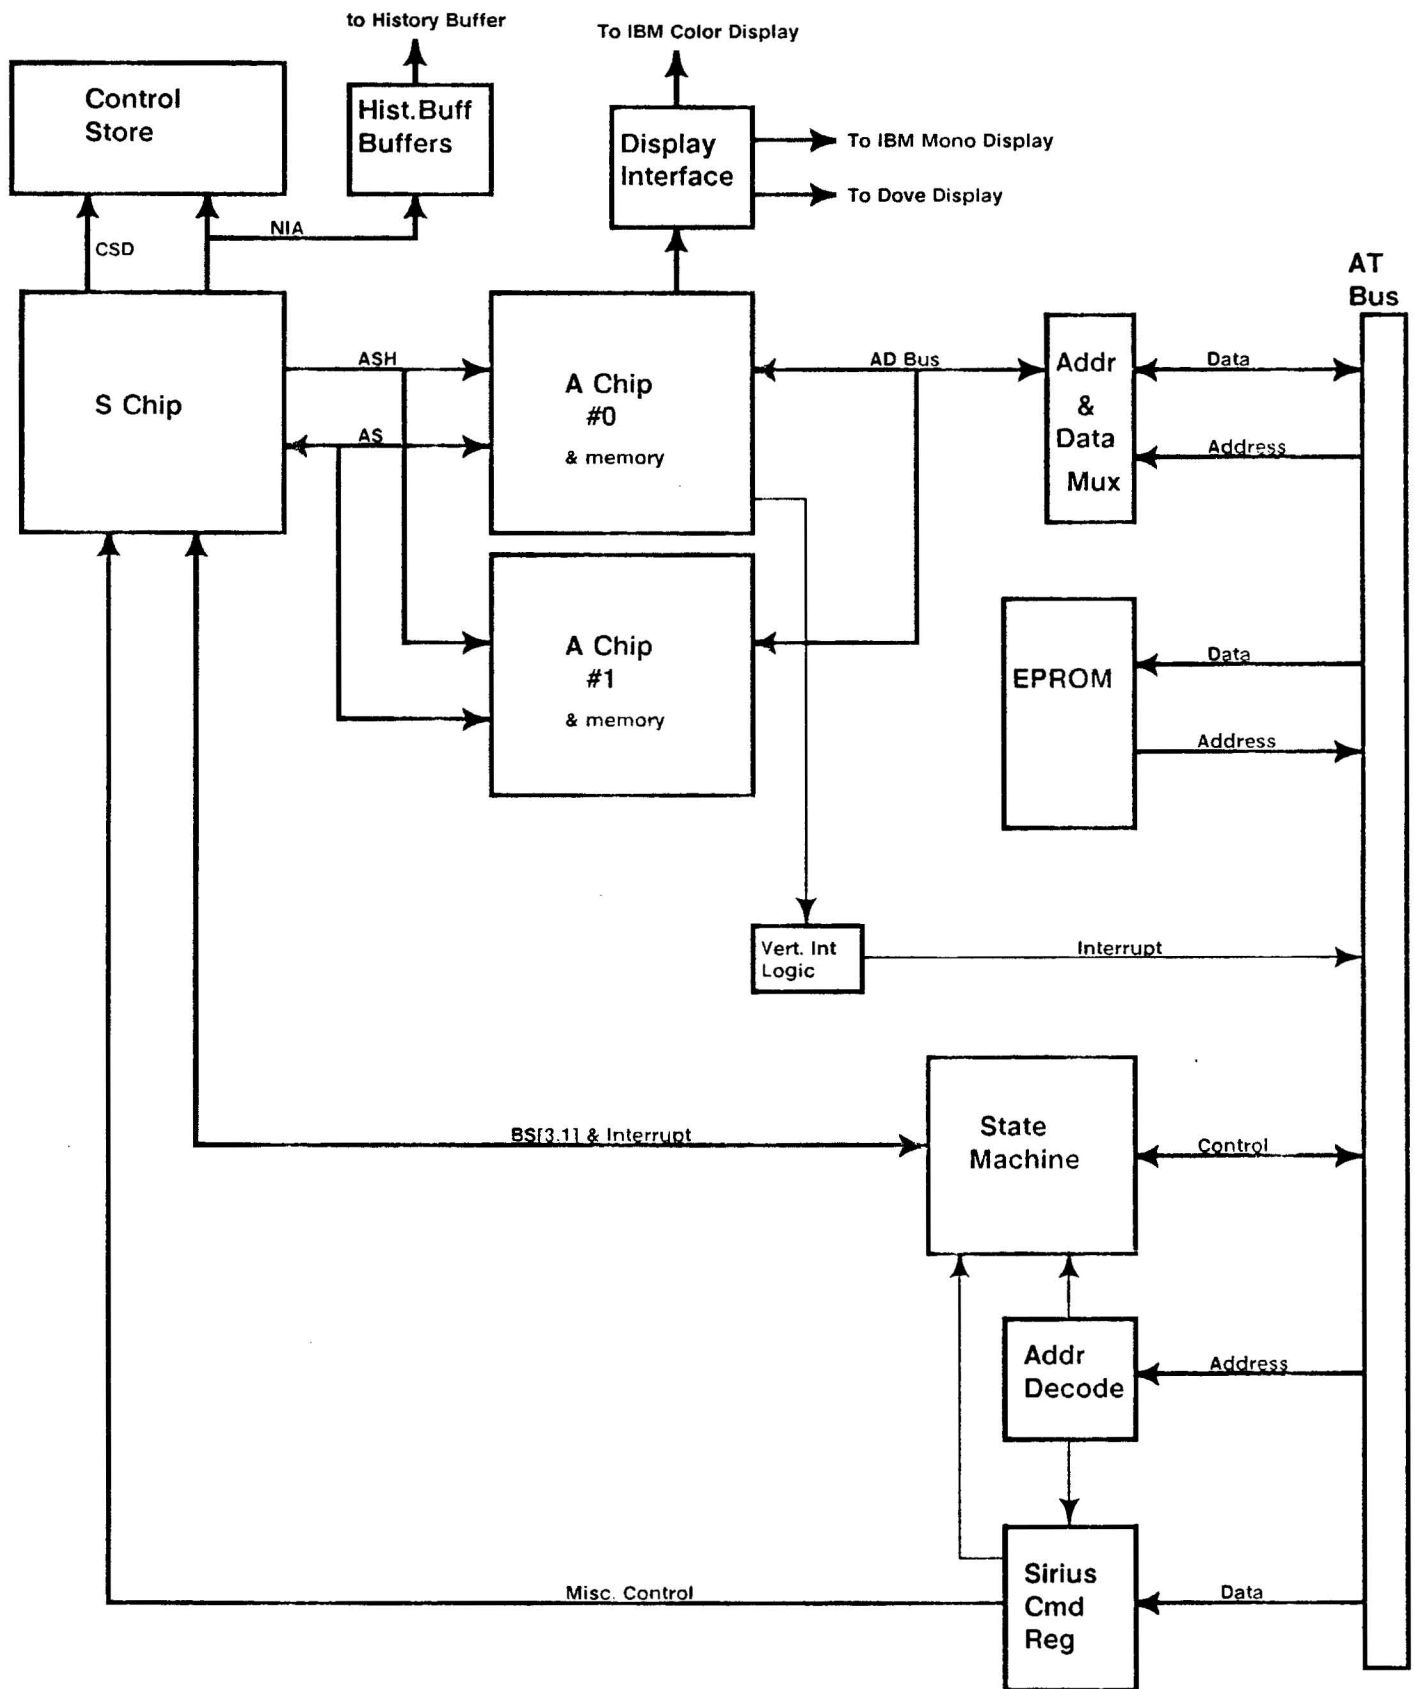 to History Buffer
To IBM Color Display
Control
Store
Hist.Buff
Buffers
Display
Interface
To IBM Mono Display
To Dove Display
CSD
NIA
AT
Bus
S Chip
ASH
AS
A Chip
#0
& memory
AD Bus
Addr
&
Data
Mux
Data
Address
A Chip
#1
& memory
EPROM
Data
Address
Vert. Int
Logic
Interrupt
BS[3.1] & Interrupt
State
Machine
Control
Addr
Decode
Address
Misc. Control
Sirius
Cmd
Reg
Data